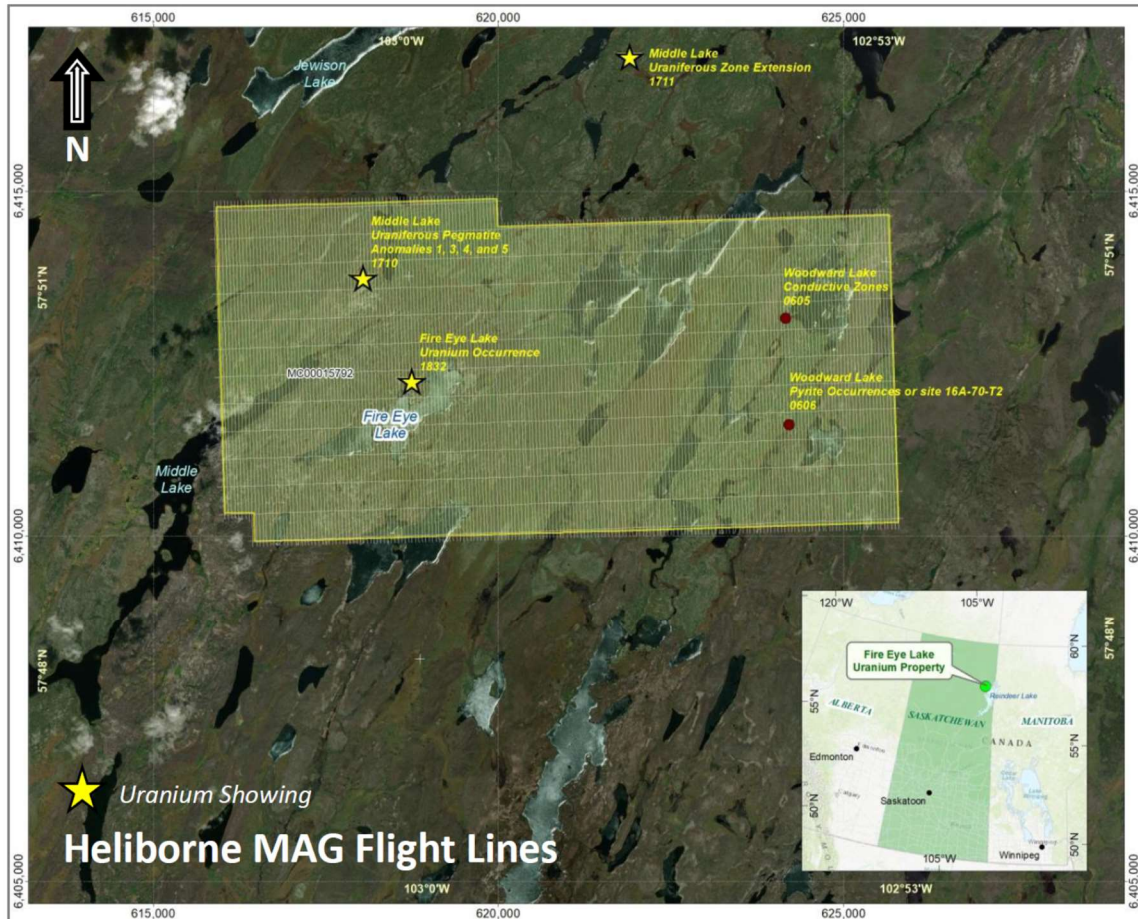 615,000
620,000
625,000
103°0'W
102°53'W
Jewison
Lake
Middle Lake
Uraniferous Zone Extension
1711
N
6,415,000
6,415,000
Middle Lake
Uraniferous Pegmatite
Anomalies 1, 3, 4, and 5
1710
57°51'N
57°51'N
Woodward Lake
Conductive Zones
0605
Fire Eye Lake
Uranium Occurrence
1832
MC00015792
Woodward Lake
Pyrite Occurrences or site 16A-70-T2
0606
Fire Eye
Lake
Middle
Lake
6,410,000
6,410,000
57°48'N
57°48'N
120°W
105°W
60°N
Fire Eye Lake
Uranium Property
Reindeer Lake
55°N
ALBERTA
SASKATCHEWAN
MANITOBA
CANADA
55°N
Edmonton
Calgary
Saskatoon
50°N
Winnipeg
50°N
105°W
Uranium Showing
Heliborne MAG Flight Lines
6,405,000
6,405,000
103°0'W
102°53'W
615,000
620,000
625,000